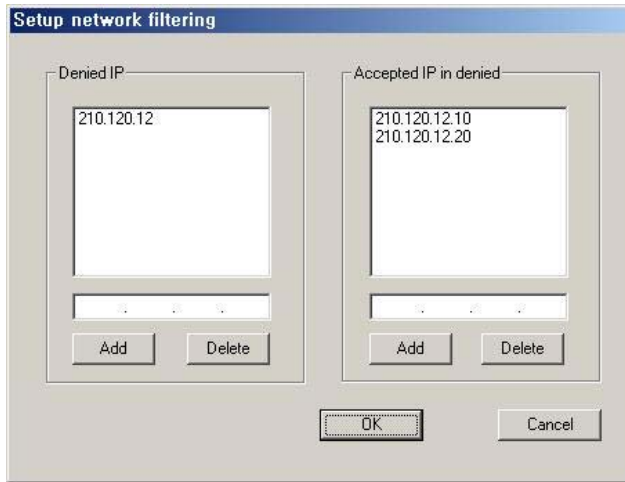 Setup network filtering
Denied IP
210.120.12
. . .
Add Delete
Accepted IP in denied
210.120.12.10
210.120.12.20
. . .
Add Delete
OK Cancel